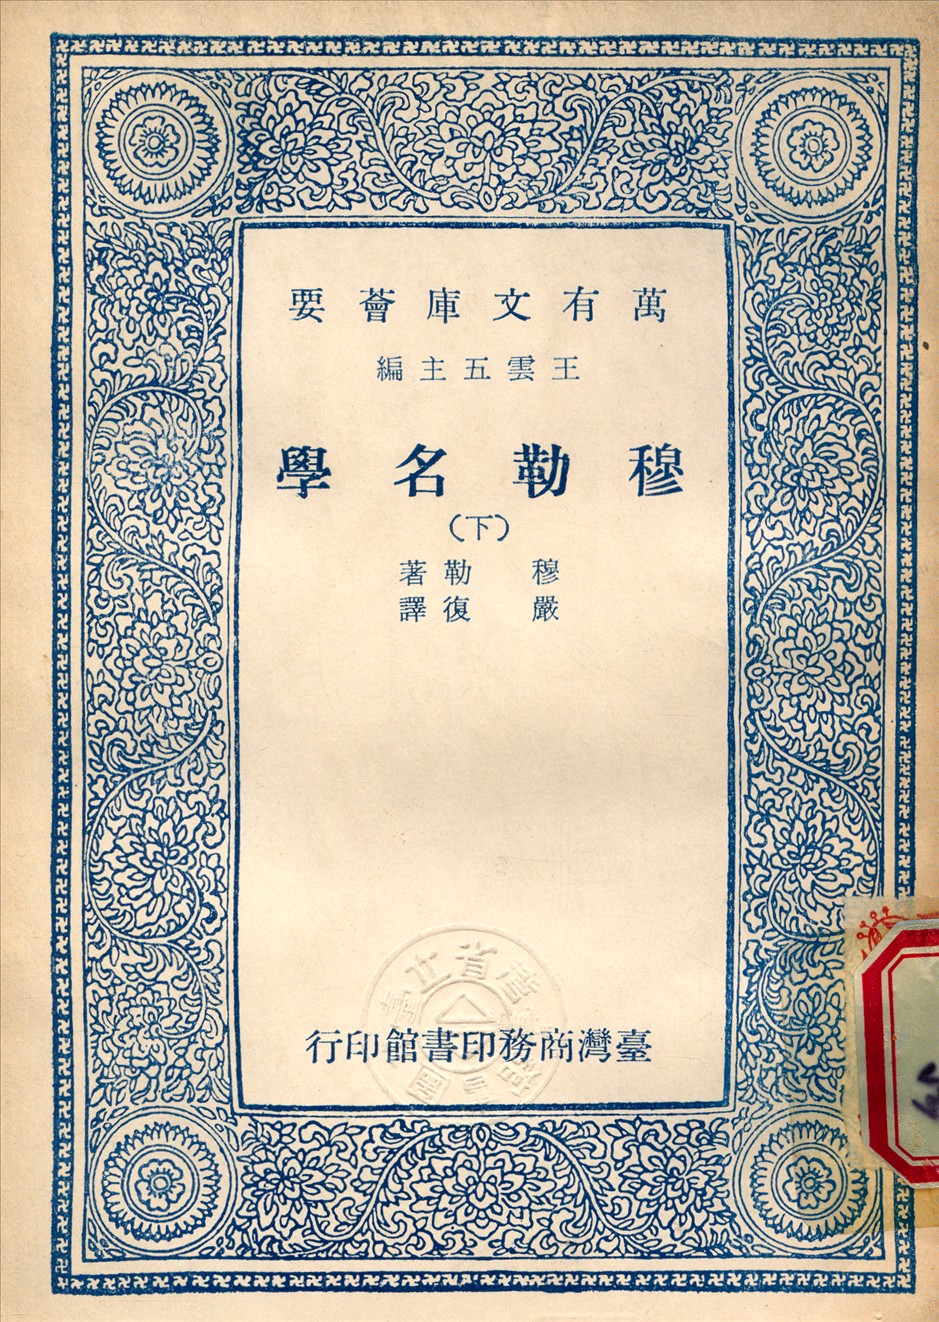 萬有文庫薈要
王雲五主編
穆勒名學
(下)
穆勒著
嚴復譯
臺灣商務印書館印行